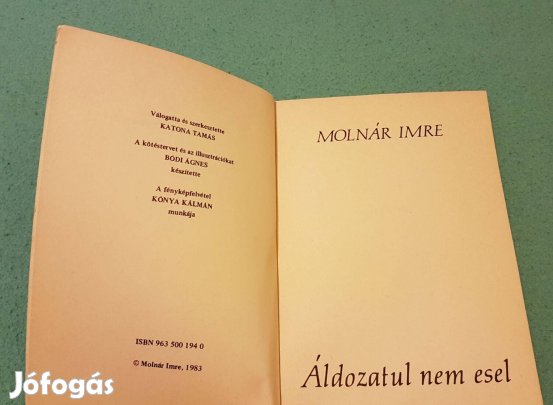 Válogatta és szerkesztette
KATONA TAMÁS
A kötéstervet és az illusztrációkat
BÓDI ÁGNES
készítette
A fényképfelvétel
KÓNYA KÁLMÁN
munkája
ISBN 963 500 194 0
© Molnár Imre, 1983
MOLNÁR IMRE
Áldozatul nem esel
Jófogás